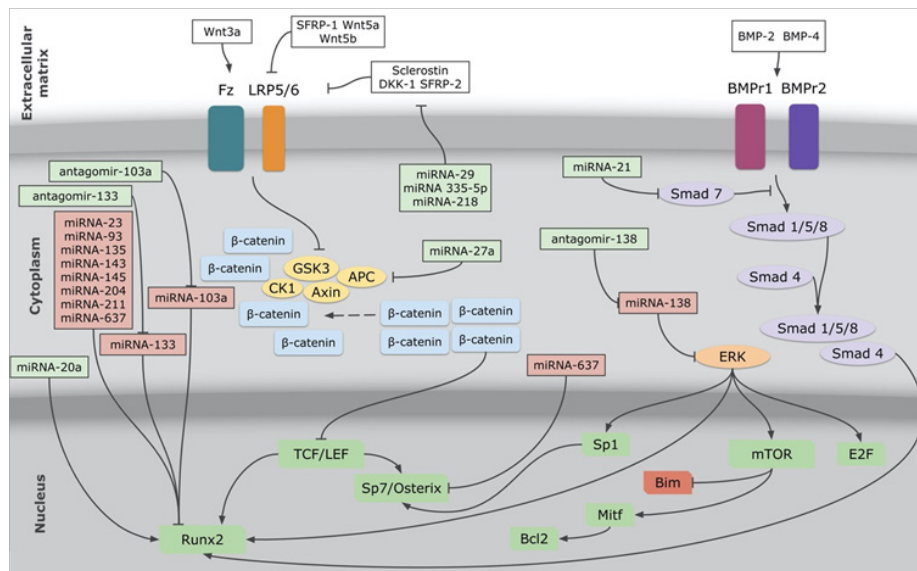 Extracellular
matrix
Cytoplasm
Nucleus
Wnt3a
SFRP-1 Wnt5a
Wnt5b
Fz
LRP5/6
Sclerostin
DKK-1 SFRP-2
BMP-2 BMP-4
BMPr1
BMPr2
antagomir-103a
antagomir-133
miRNA-23
miRNA-93
miRNA-135
miRNA-143
miRNA-145
miRNA-204
miRNA-211
miRNA-637
miRNA-103a
miRNA-133
miRNA-20a
miRNA-29
miRNA 335-5p
miRNA-218
miRNA-27a
β-catenin
β-catenin
GSK3
APC
CK1
Axin
β-catenin
β-catenin
β-catenin
β-catenin
β-catenin
β-catenin
miRNA-21
Smad 7
Smad 1/5/8
antagomir-138
Smad 4
miRNA-138
Smad 1/5/8
Smad 4
ERK
miRNA-637
TCF/LEF
Sp7/Osterix
Sp1
mTOR
E2F
Bim
Mitf
Bcl2
Runx2